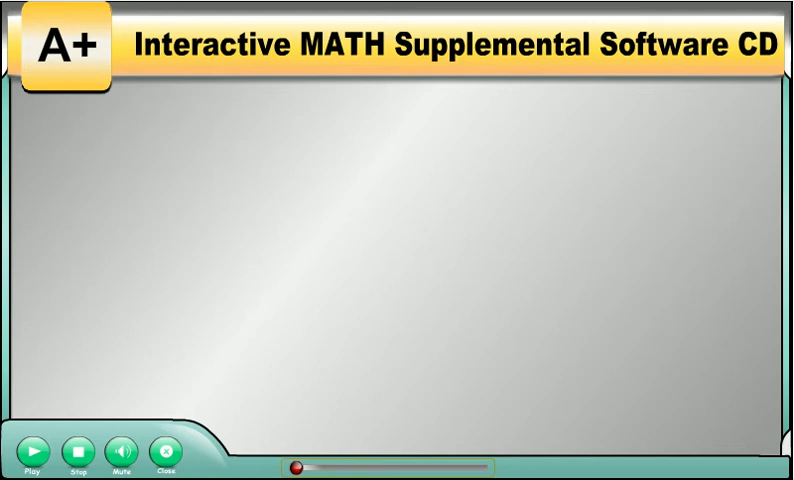 A+
Interactive MATH Supplemental Software CD
Play
Stop
Mute
Close